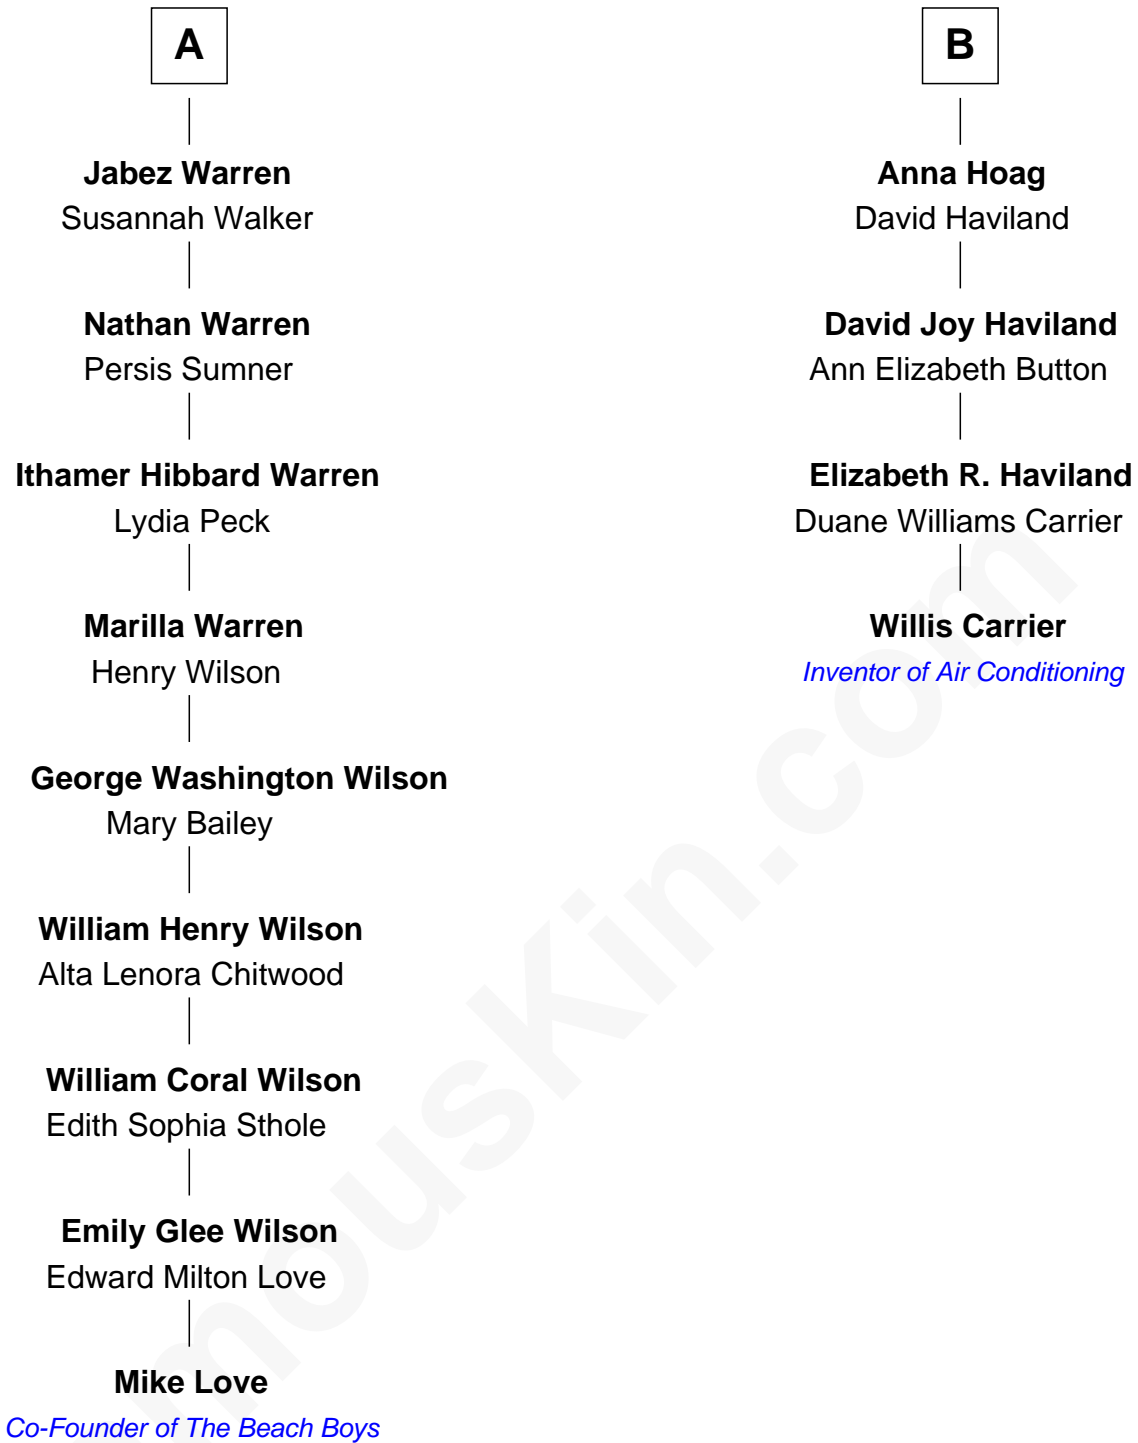 A
Jabez Warren
Susannah Walker
Nathan Warren
Persis Sumner
Ithamer Hibbard Warren
Lydia Peck
Marilla Warren
Henry Wilson
George Washington Wilson
Mary Bailey
William Henry Wilson
Alta Lenora Chitwood
William Coral Wilson
Edith Sophia Sthole
Emily Glee Wilson
Edward Milton Love
Mike Love
Co-Founder of The Beach Boys
B
Anna Hoag
David Haviland
David Joy Haviland
Ann Elizabeth Button
Elizabeth R. Haviland
Duane Williams Carrier
Willis Carrier
Inventor of Air Conditioning
mousKin.com